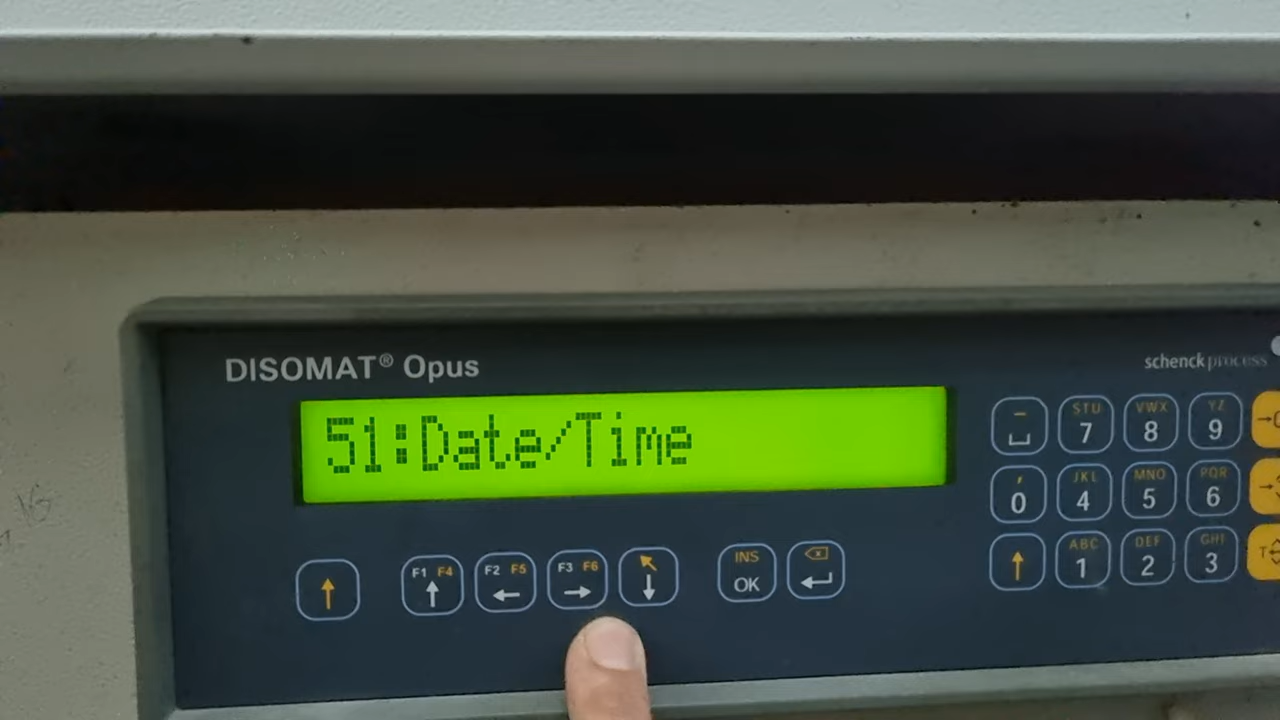 DISOMAT® Opus
schenck process
51:Date/Time
F1 F4
F2 F5
F3 F6
INS
OK
STU
7
VWX
8
YZ
9
0
JKL
4
MNO
5
PQR
6
ABC
1
DEF
2
GHI
3
T